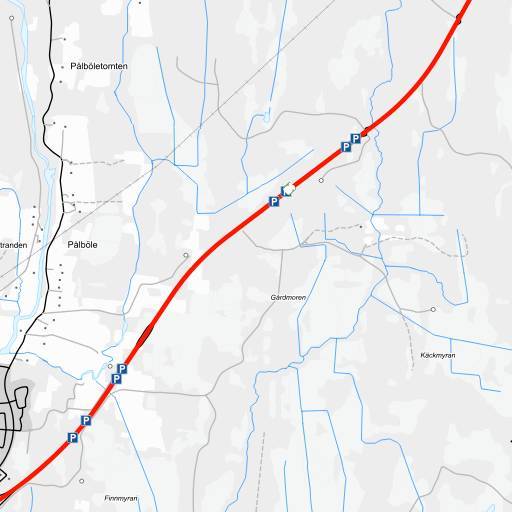 Pålböletomten
P
P
P
P
tranden
Pålböle
Gärdmoren
Käckmyran
P
P
P
P
Finnmyran